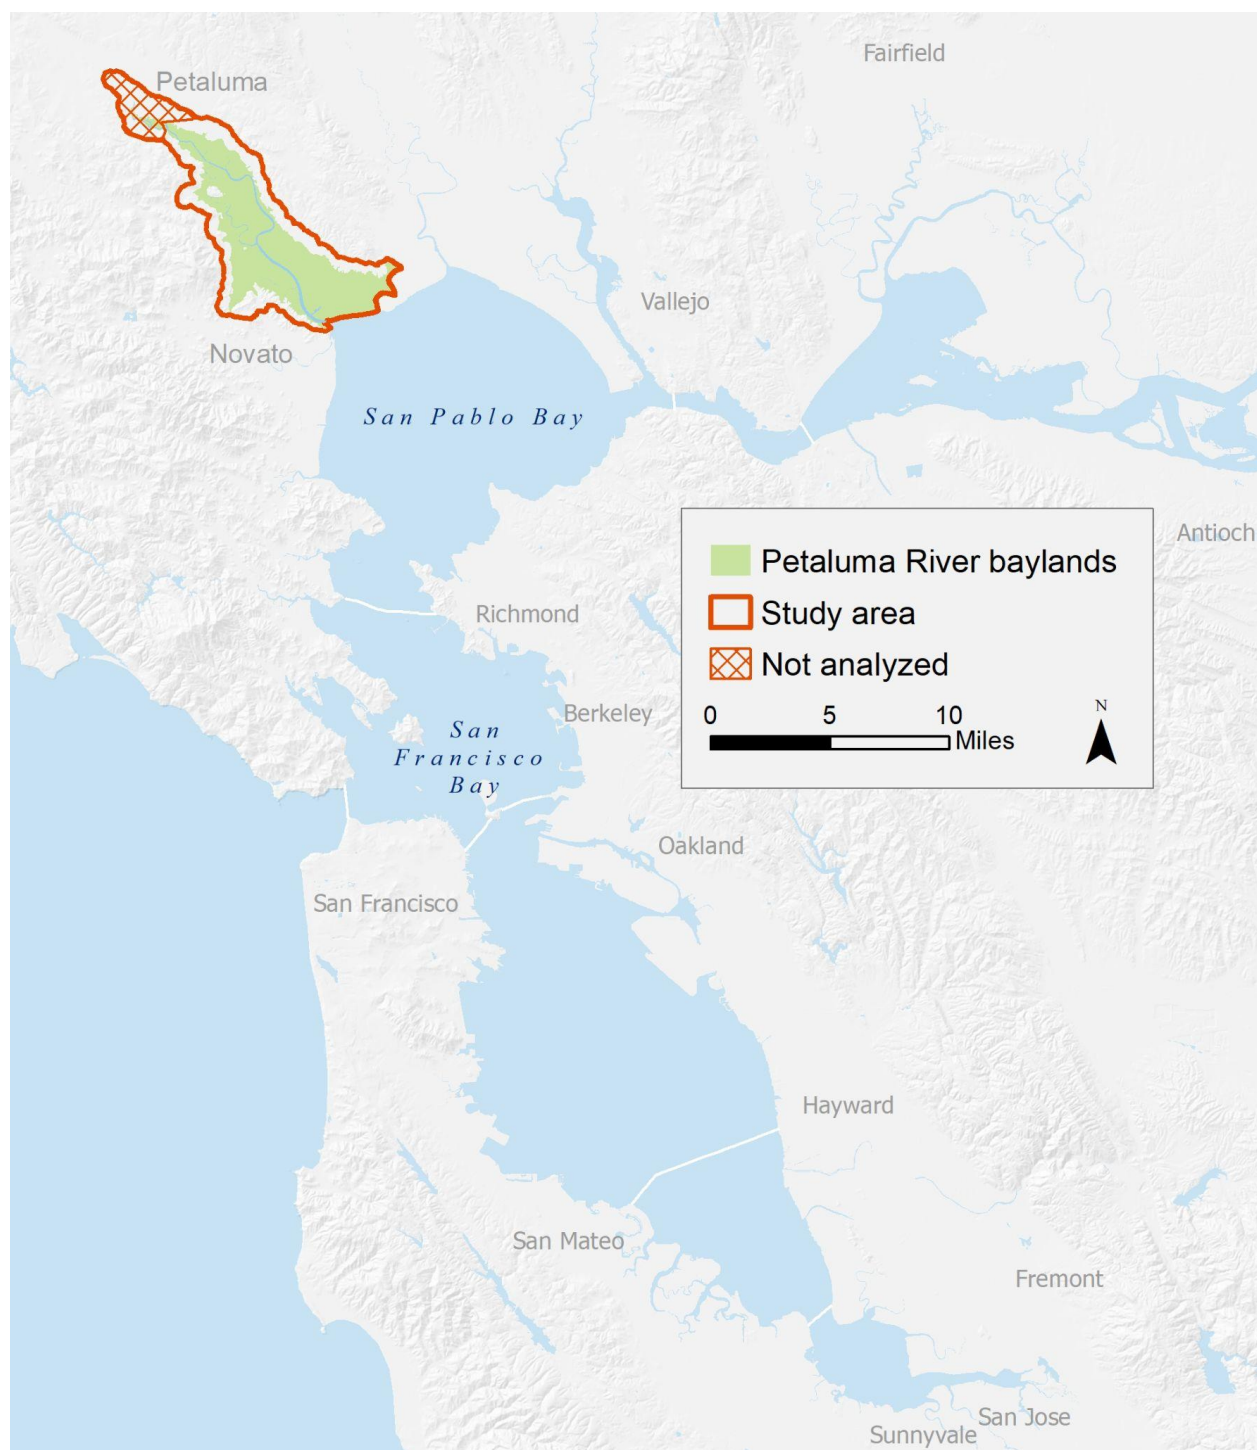 Fairfield
Petaluma
Vallejo
Novato
San Pablo Bay
Antioch
Petaluma River baylands
Study area
Not analyzed
0 5 10
Miles
N
Richmond
Berkeley
San
Francisco
Bay
Oakland
San Francisco
Hayward
San Mateo
Fremont
San Jose
Sunnyvale